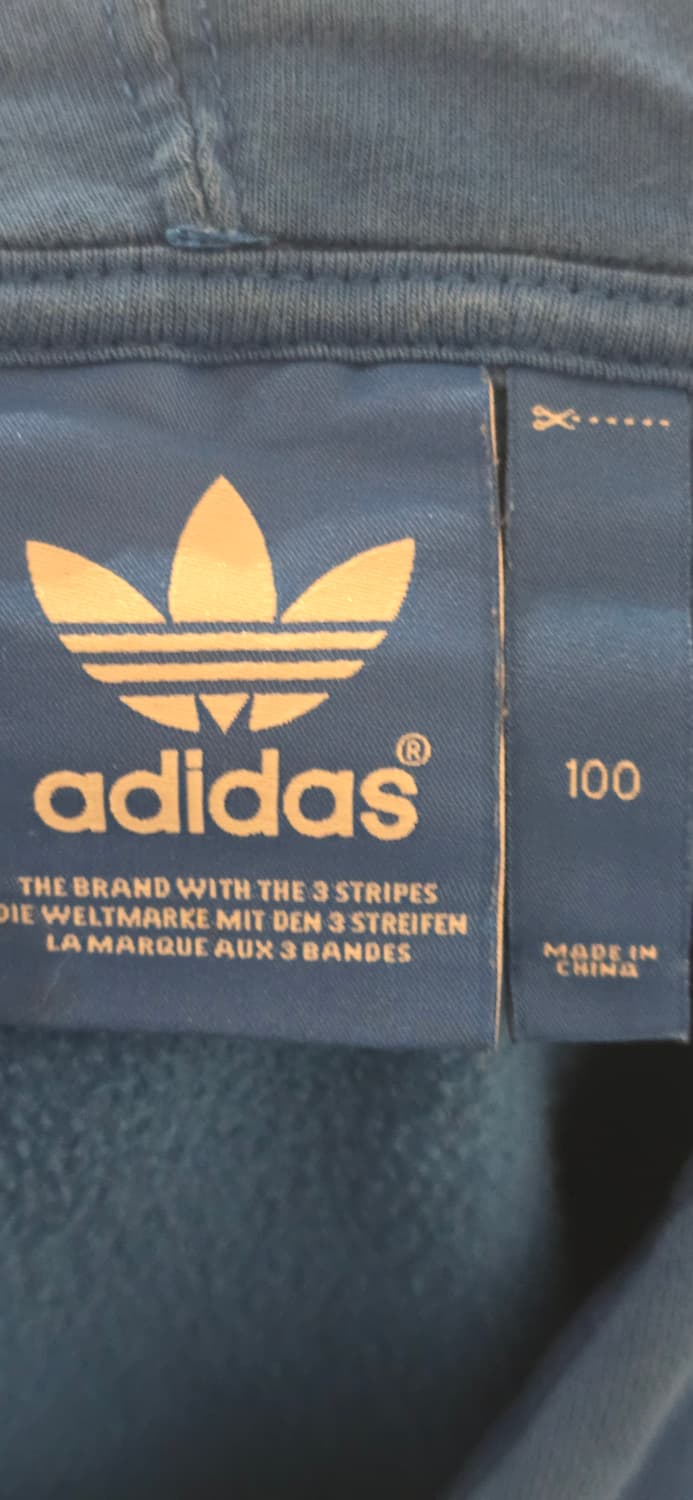 adidas®
THE BRAND WITH THE 3 STRIPES
DIE WELTMARKE MIT DEN 3 STREIFEN
LA MARQUE AUX 3 BANDES
100
MADE IN
CHINA